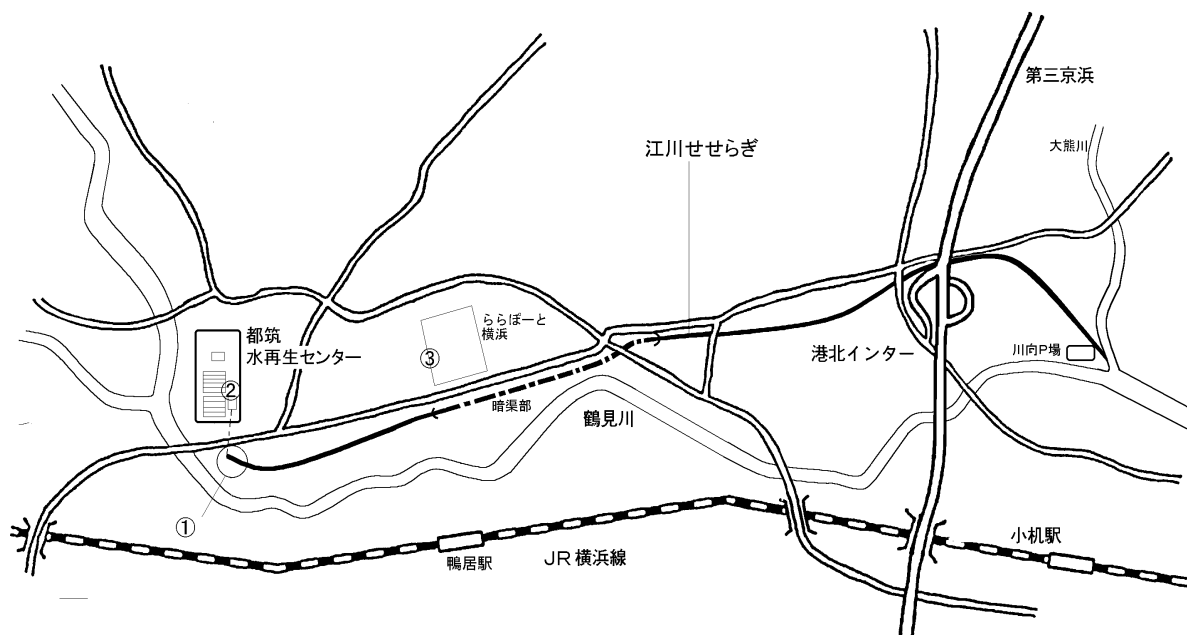 第三京浜
大熊川
江川せせらぎ
ららぽーと
横浜
都筑
水再生センター
③
②
港北インター
川向P場
暗渠部
鶴見川
①
小机駅
JR横浜線
鴨居駅